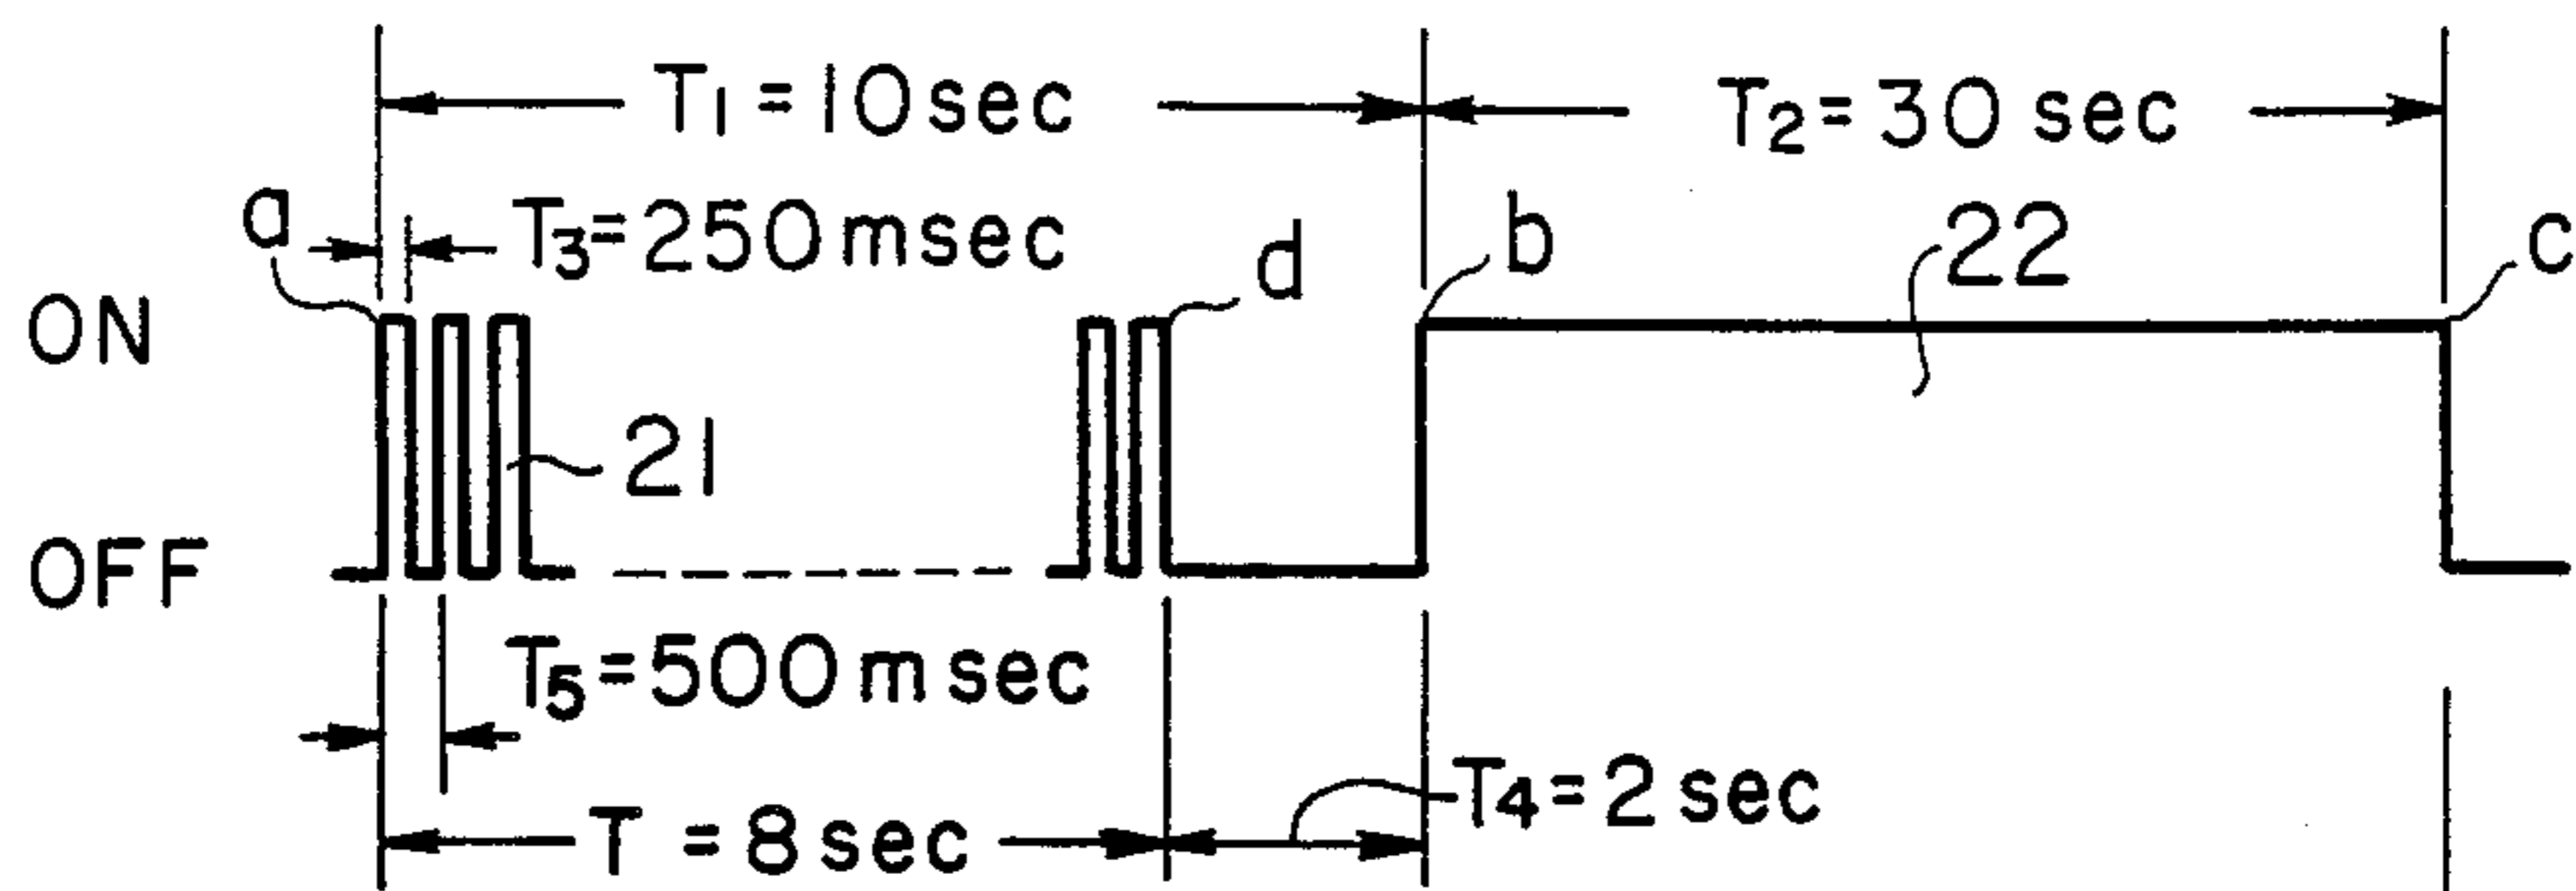 T1 = 10 sec
T2 = 30 sec
a
T3 = 250 msec
d
b
22
c
ON
21
OFF
T5 = 500 msec
T4 = 2 sec
T = 8 sec